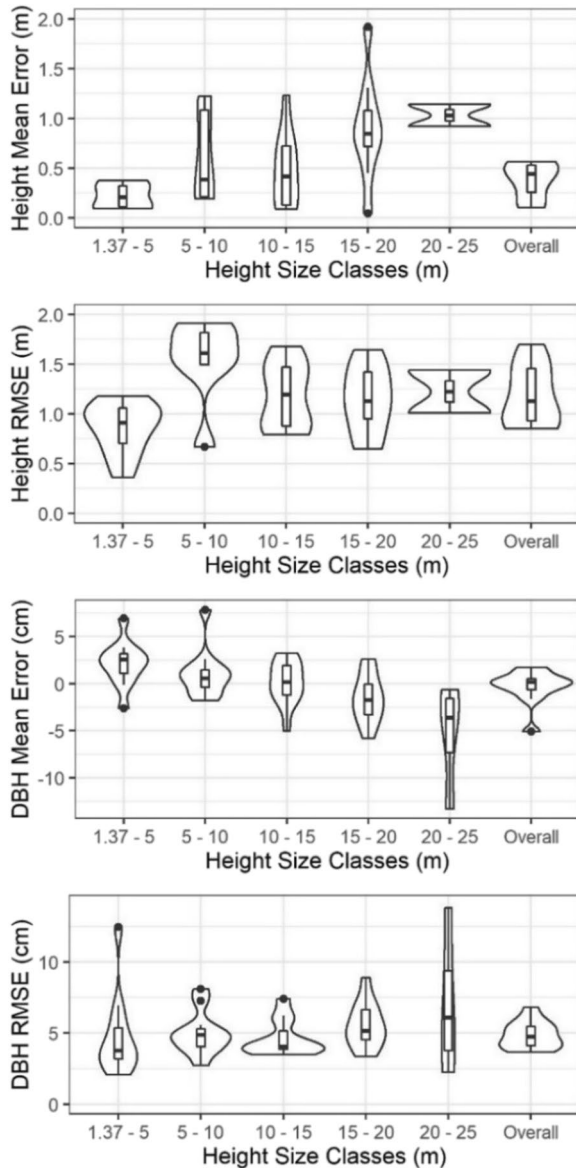 Height Mean Error (m)
2.0
1.5
1.0
0.5
0.0
1.37 - 5 5 - 10 10 - 15 15 - 20 20 - 25 Overall
Height Size Classes (m)
Height RMSE (m)
2.0
1.5
1.0
0.5
0.0
1.37 - 5 5 - 10 10 - 15 15 - 20 20 - 25 Overall
Height Size Classes (m)
DBH Mean Error (cm)
5
0
-5
-10
1.37 - 5 5 - 10 10 - 15 15 - 20 20 - 25 Overall
Height Size Classes (m)
DBH RMSE (cm)
10
5
0
1.37 - 5 5 - 10 10 - 15 15 - 20 20 - 25 Overall
Height Size Classes (m)